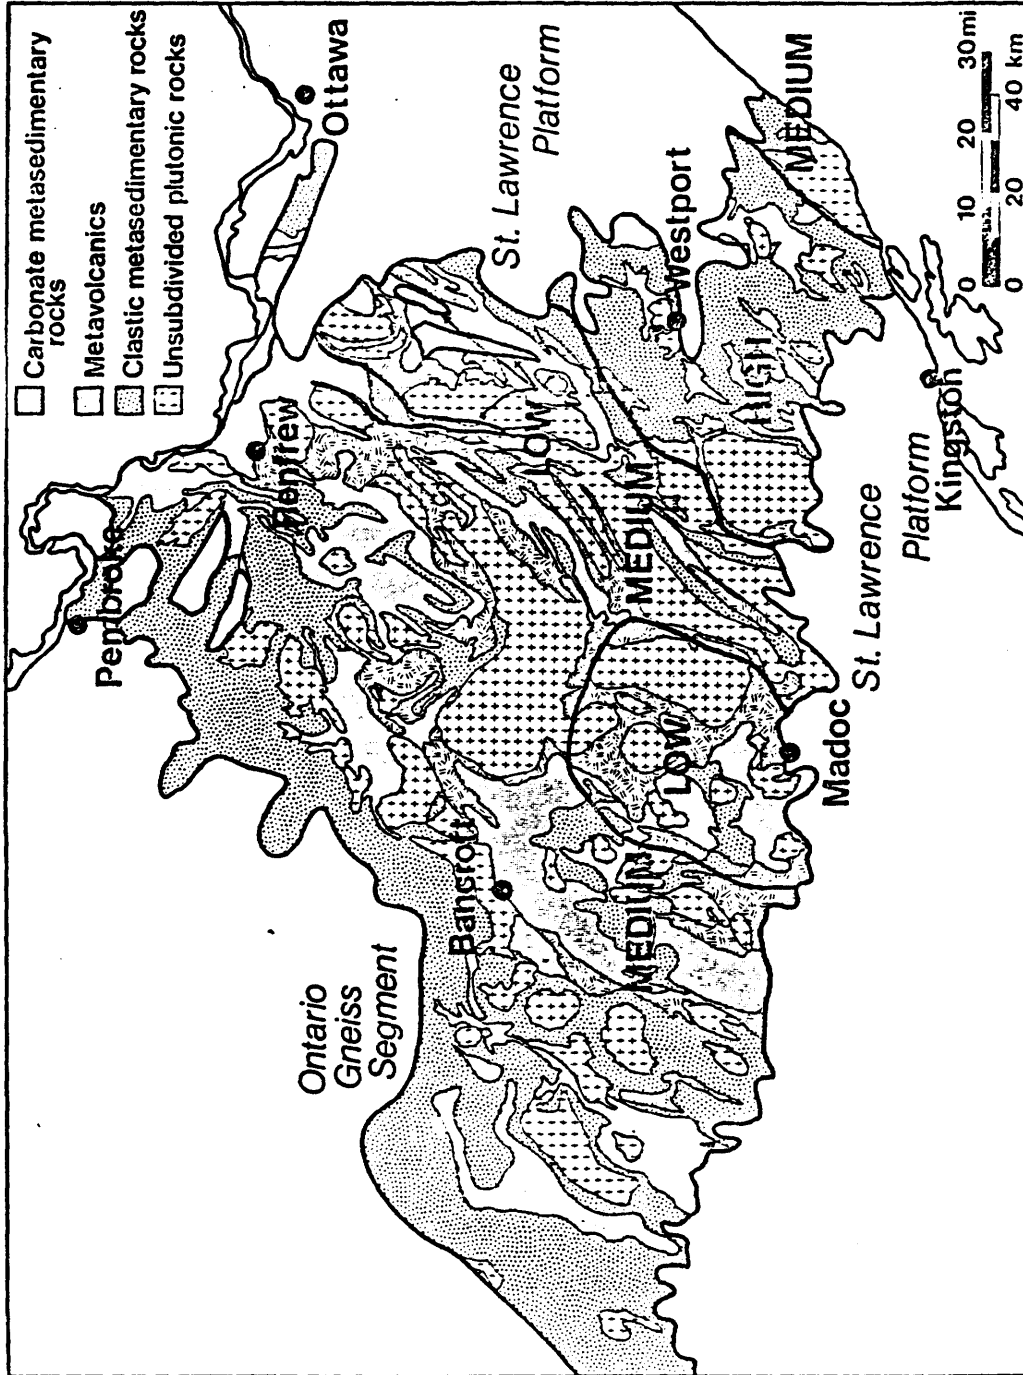 Carbonate metasedimentary
rocks
Metavolcanics
Clastic metasedimentary rocks
Unsubdivided plutonic rocks
Pembroke
Renfrew
Ottawa
Ontario
Gneiss
Segment
Bancroft
St. Lawrence
Platform
LOW
Westport
MEDIUM
MEDIUM
HIGH
MEDIUM
LOW
Madoc
St. Lawrence
Platform
Kingston
0 10 20 30 mi
0 20 40 km